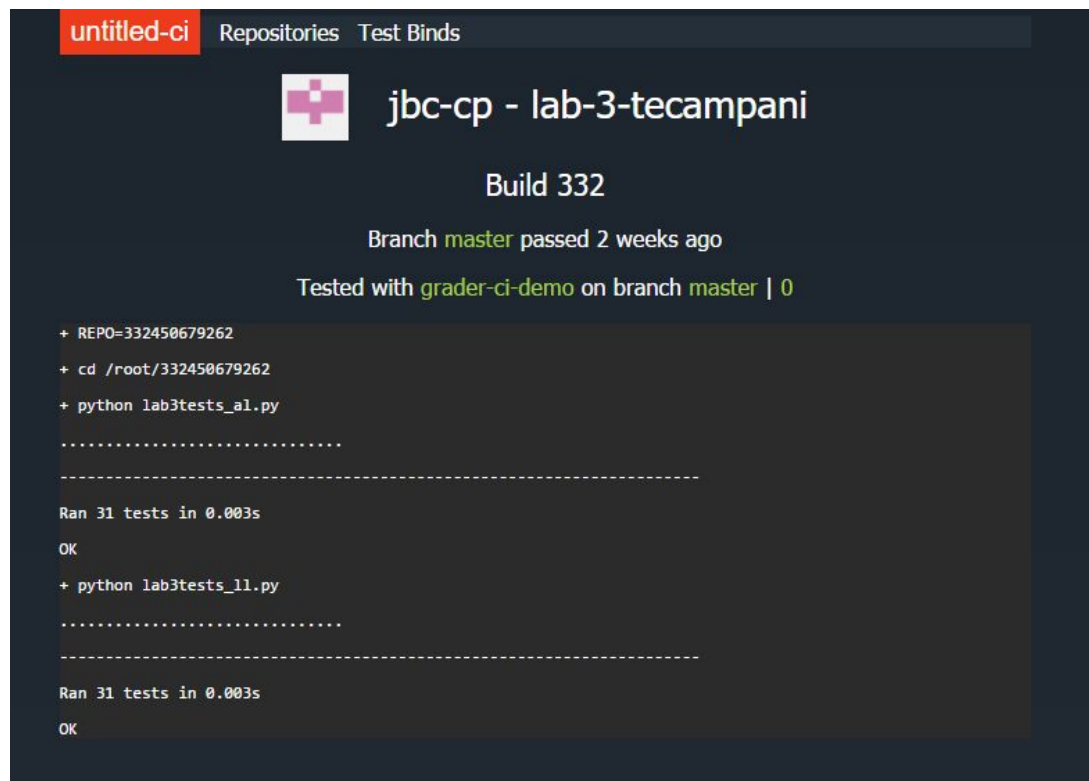 untitled-ci Repositories Test Binds
jbc-cp - lab-3-tecampani
Build 332
Branch master passed 2 weeks ago
Tested with grader-ci-demo on branch master | 0
+ REPO=332450679262
+ cd /root/332450679262
+ python lab3tests_al.py
...............................
----------------------------------------------------------------------
Ran 31 tests in 0.003s
OK
+ python lab3tests_ll.py
...............................
----------------------------------------------------------------------
Ran 31 tests in 0.003s
OK